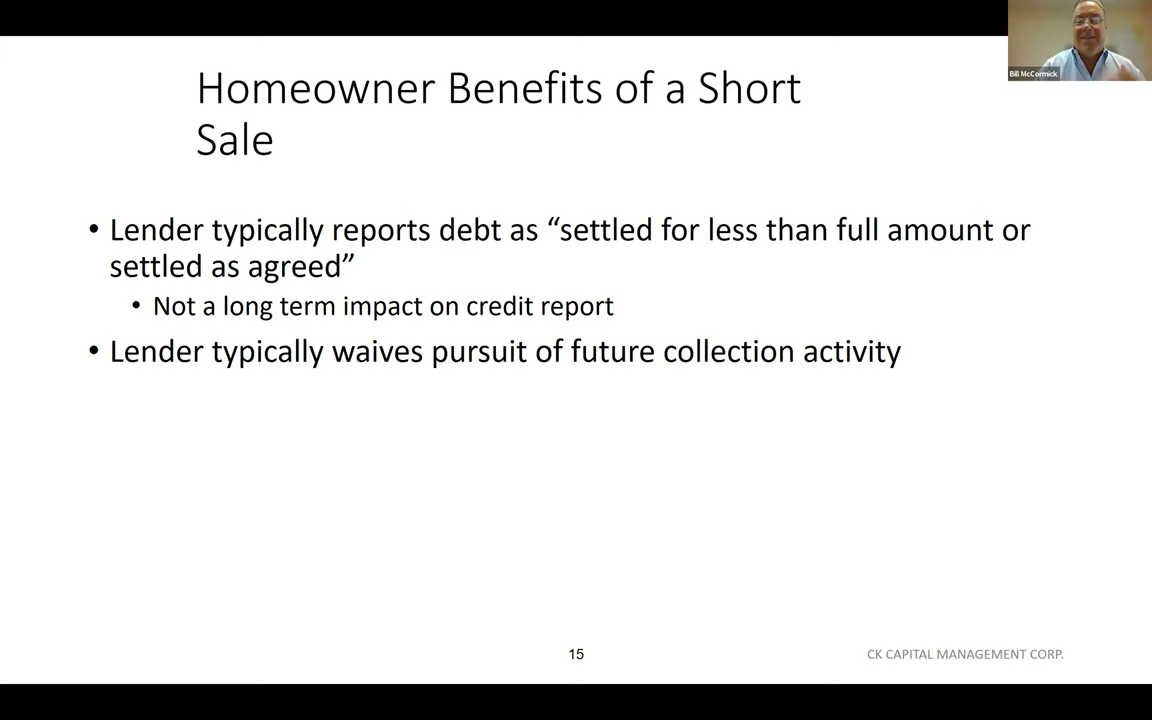 Bill McCormick
Homeowner Benefits of a Short
Sale
• Lender typically reports debt as “settled for less than full amount or
settled as agreed”
• Not a long term impact on credit report
• Lender typically waives pursuit of future collection activity
15
CK CAPITAL MANAGEMENT CORP.